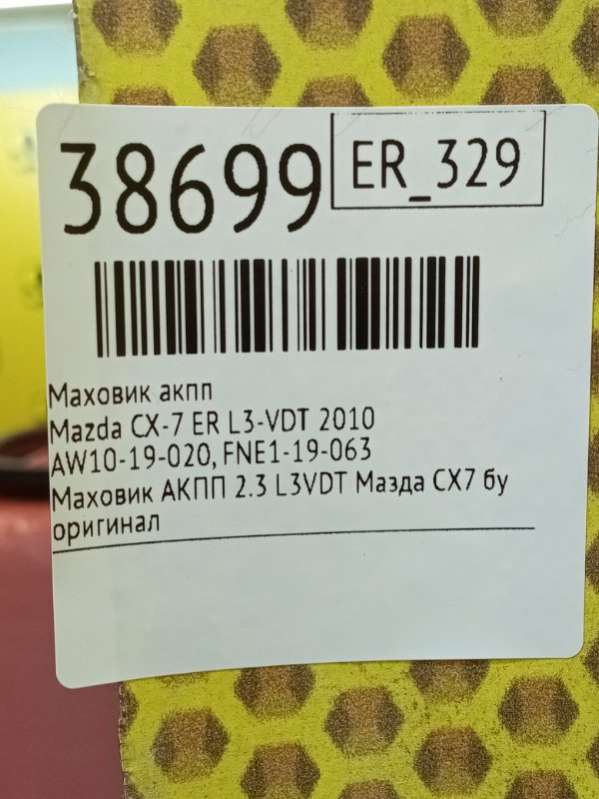 38699
ER_329
Маховик акпп
Mazda CX-7 ER L3-VDT 2010
AW10-19-020, FNE1-19-063
Маховик АКПП 2.3 L3VDT Мазда CX7 бу
оригинал